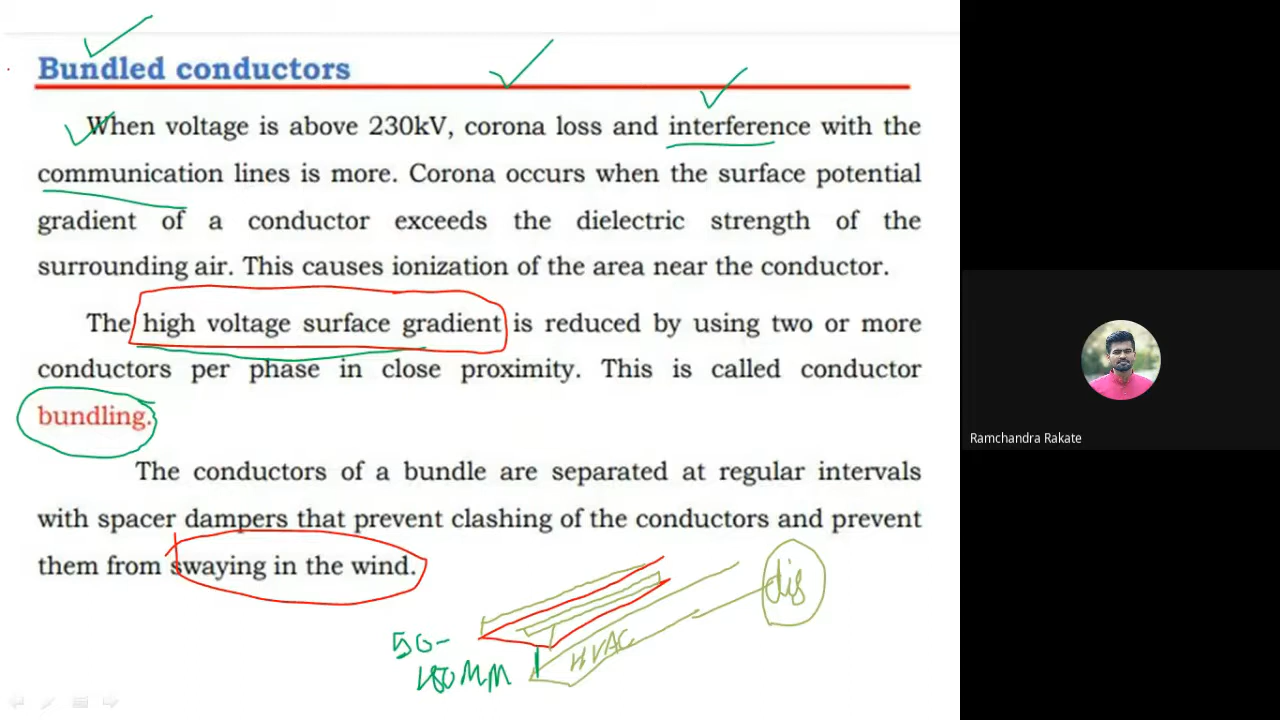 Bundled conductors
When voltage is above 230kV, corona loss and interference with the
communication lines is more. Corona occurs when the surface potential
gradient of a conductor exceeds the dielectric strength of the
surrounding air. This causes ionization of the area near the conductor.
The high voltage surface gradient is reduced by using two or more
conductors per phase in close proximity. This is called conductor
bundling.
The conductors of a bundle are separated at regular intervals
with spacer dampers that prevent clashing of the conductors and prevent
them from swaying in the wind.
dis
HVAC
50-
Ramchandra Rakate